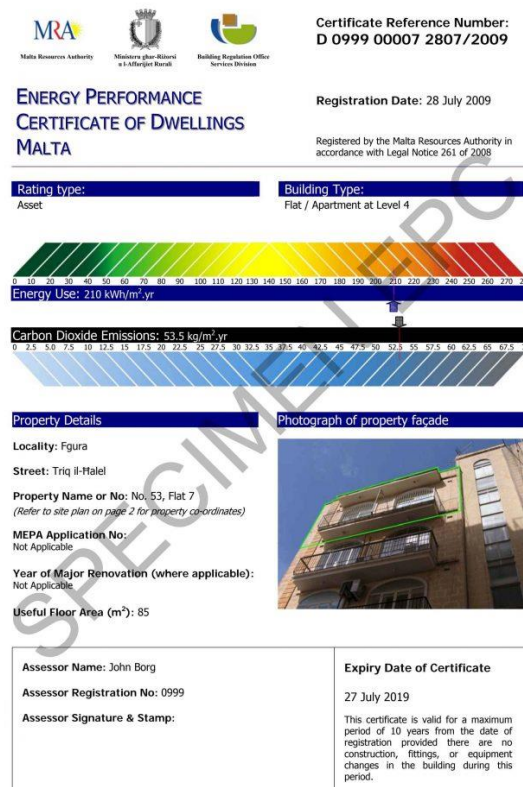 MRA
Malta Resources Authority
Ministeru għar-Riżorsi
u l-Affarijiet Rurali
Building Regulation Office
Services Division
Certificate Reference Number:
D 0999 00007 2807/2009
ENERGY PERFORMANCE
CERTIFICATE OF DWELLINGS
MALTA
Registration Date: 28 July 2009
Registered by the Malta Resources Authority in
accordance with Legal Notice 261 of 2008
Rating type:
Asset
Building Type:
Flat / Apartment at Level 4
0 10 20 30 40 50 60 70 80 90 100 110 120 130 140 150 160 170 180 190 200 210 220 230 240 250 260 270
Energy Use: 210 kWh/m².yr
Carbon Dioxide Emissions: 53.5 kg/m².yr
0 2.5 5.0 7.5 10 12.5 15 17.5 20 22.5 25 27.5 30 32.5 35 37.5 40 42.5 45 47.5 50 52.5 55 57.5 60 62.5 65 67.5
Property Details
Photograph of property façade
Locality: Fgura
Street: Triq il-Ħalel
Property Name or No: No. 53, Flat 7
(Refer to site plan on page 2 for property co-ordinates)
MEPA Application No:
Not Applicable
Year of Major Renovation (where applicable):
Not Applicable
Useful Floor Area (m²): 85
SPECIMEN EPC
Assessor Name: John Borg
Assessor Registration No: 0999
Assessor Signature & Stamp:
Expiry Date of Certificate
27 July 2019
This certificate is valid for a maximum
period of 10 years from the date of
registration provided there are no
construction, fittings, or equipment
changes in the building during this
period.